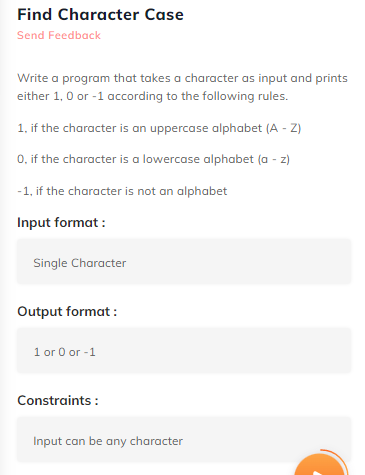 Find Character Case
Send Feedback
Write a program that takes a character as input and prints
either 1, 0 or -1 according to the following rules.
1, if the character is an uppercase alphabet (A - Z)
0, if the character is a lowercase alphabet (a - z)
-1, if the character is not an alphabet
Input format :
Single Character
Output format :
1 or 0 or -1
Constraints :
Input can be any character